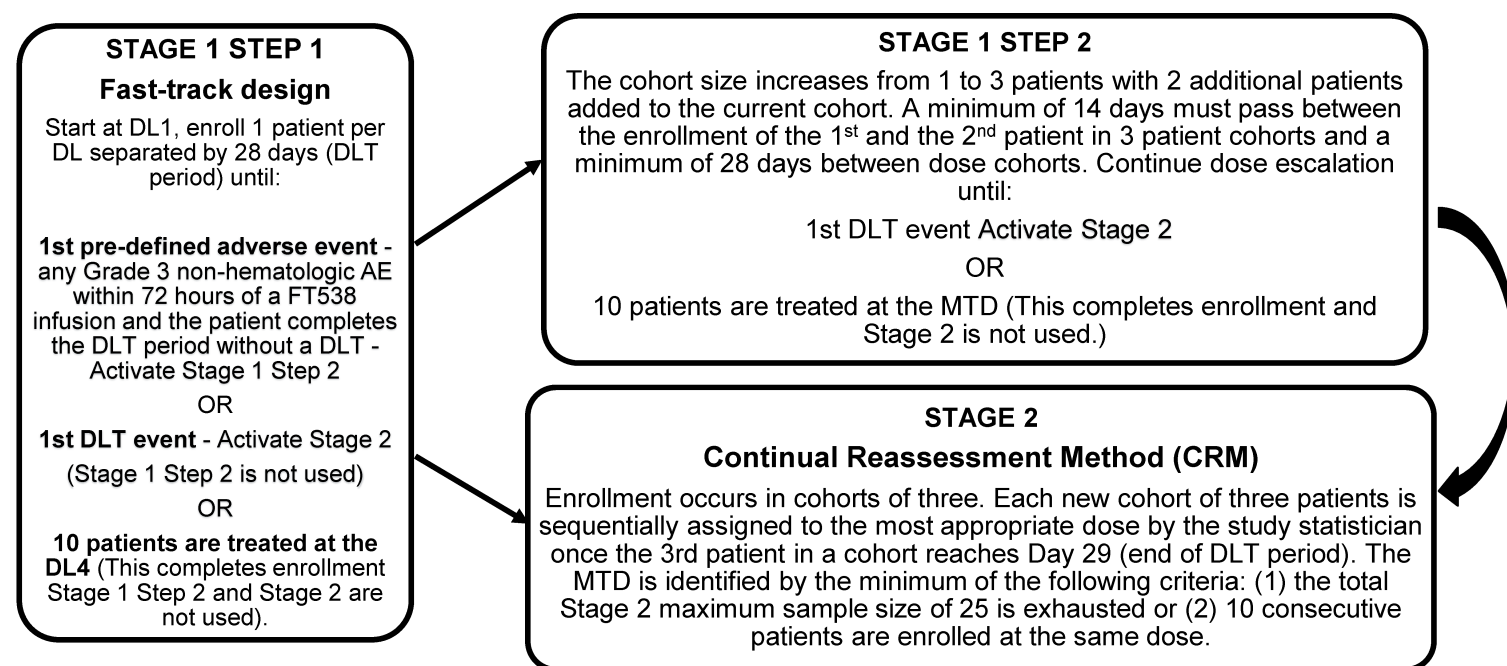 STAGE 1 STEP 1
Fast-track design
Start at DL1, enroll 1 patient per
DL separated by 28 days (DLT
period) until:
1st pre-defined adverse event -
any Grade 3 non-hematologic AE
within 72 hours of a FT538
infusion and the patient completes
the DLT period without a DLT -
Activate Stage 1 Step 2
OR
1st DLT event - Activate Stage 2
(Stage 1 Step 2 is not used)
OR
10 patients are treated at the
DL4 (This completes enrollment
Stage 1 Step 2 and Stage 2 are
not used).
STAGE 1 STEP 2
The cohort size increases from 1 to 3 patients with 2 additional patients
added to the current cohort. A minimum of 14 days must pass between
the enrollment of the 1st and the 2nd patient in 3 patient cohorts and a
minimum of 28 days between dose cohorts. Continue dose escalation
until:
1st DLT event Activate Stage 2
OR
10 patients are treated at the MTD (This completes enrollment and
Stage 2 is not used.)
STAGE 2
Continual Reassessment Method (CRM)
Enrollment occurs in cohorts of three. Each new cohort of three patients is
sequentially assigned to the most appropriate dose by the study statistician
once the 3rd patient in a cohort reaches Day 29 (end of DLT period). The
MTD is identified by the minimum of the following criteria: (1) the total
Stage 2 maximum sample size of 25 is exhausted or (2) 10 consecutive
patients are enrolled at the same dose.